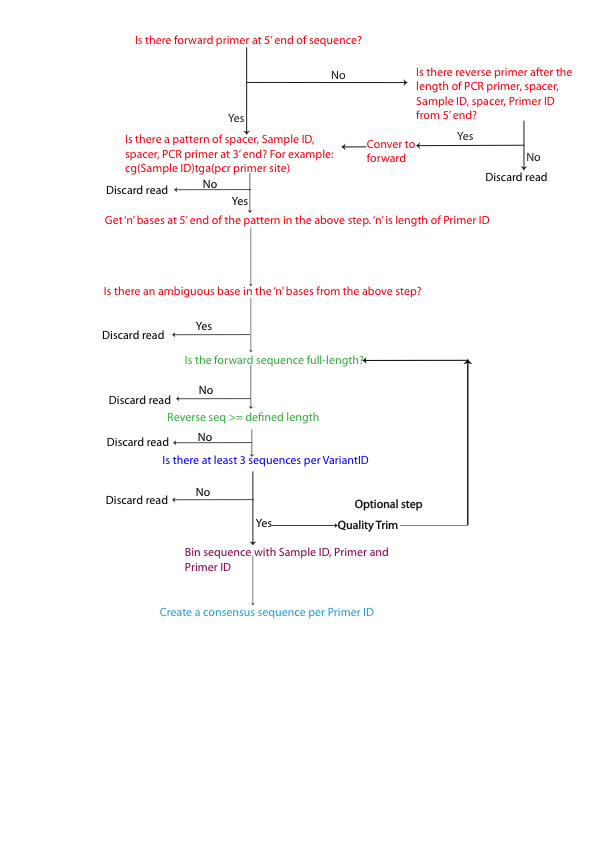 Is there forward primer at 5' end of sequence?
No
Is there reverse primer after the
length of PCR primer, spacer,
Sample ID, spacer, Primer ID
from 5' end?
Yes
Yes
Is there a pattern of spacer, Sample ID,
spacer, PCR primer at 3' end? For example:
cg(Sample ID)tga(pcr primer site)
Conver to
forward
No
Discard read
No
Discard read
Yes
Get 'n' bases at 5' end of the pattern in the above step. 'n' is length of Primer ID
Is there an ambiguous base in the 'n' bases from the above step?
Yes
Discard read
Is the forward sequence full-length?
No
Discard read
Reverse seq >= defined length
No
Discard read
Is there at least 3 sequences per VariantID
No
Discard read
Optional step
Yes
Quality Trim
Bin sequence with Sample ID, Primer and
Primer ID
Create a consensus sequence per Primer ID